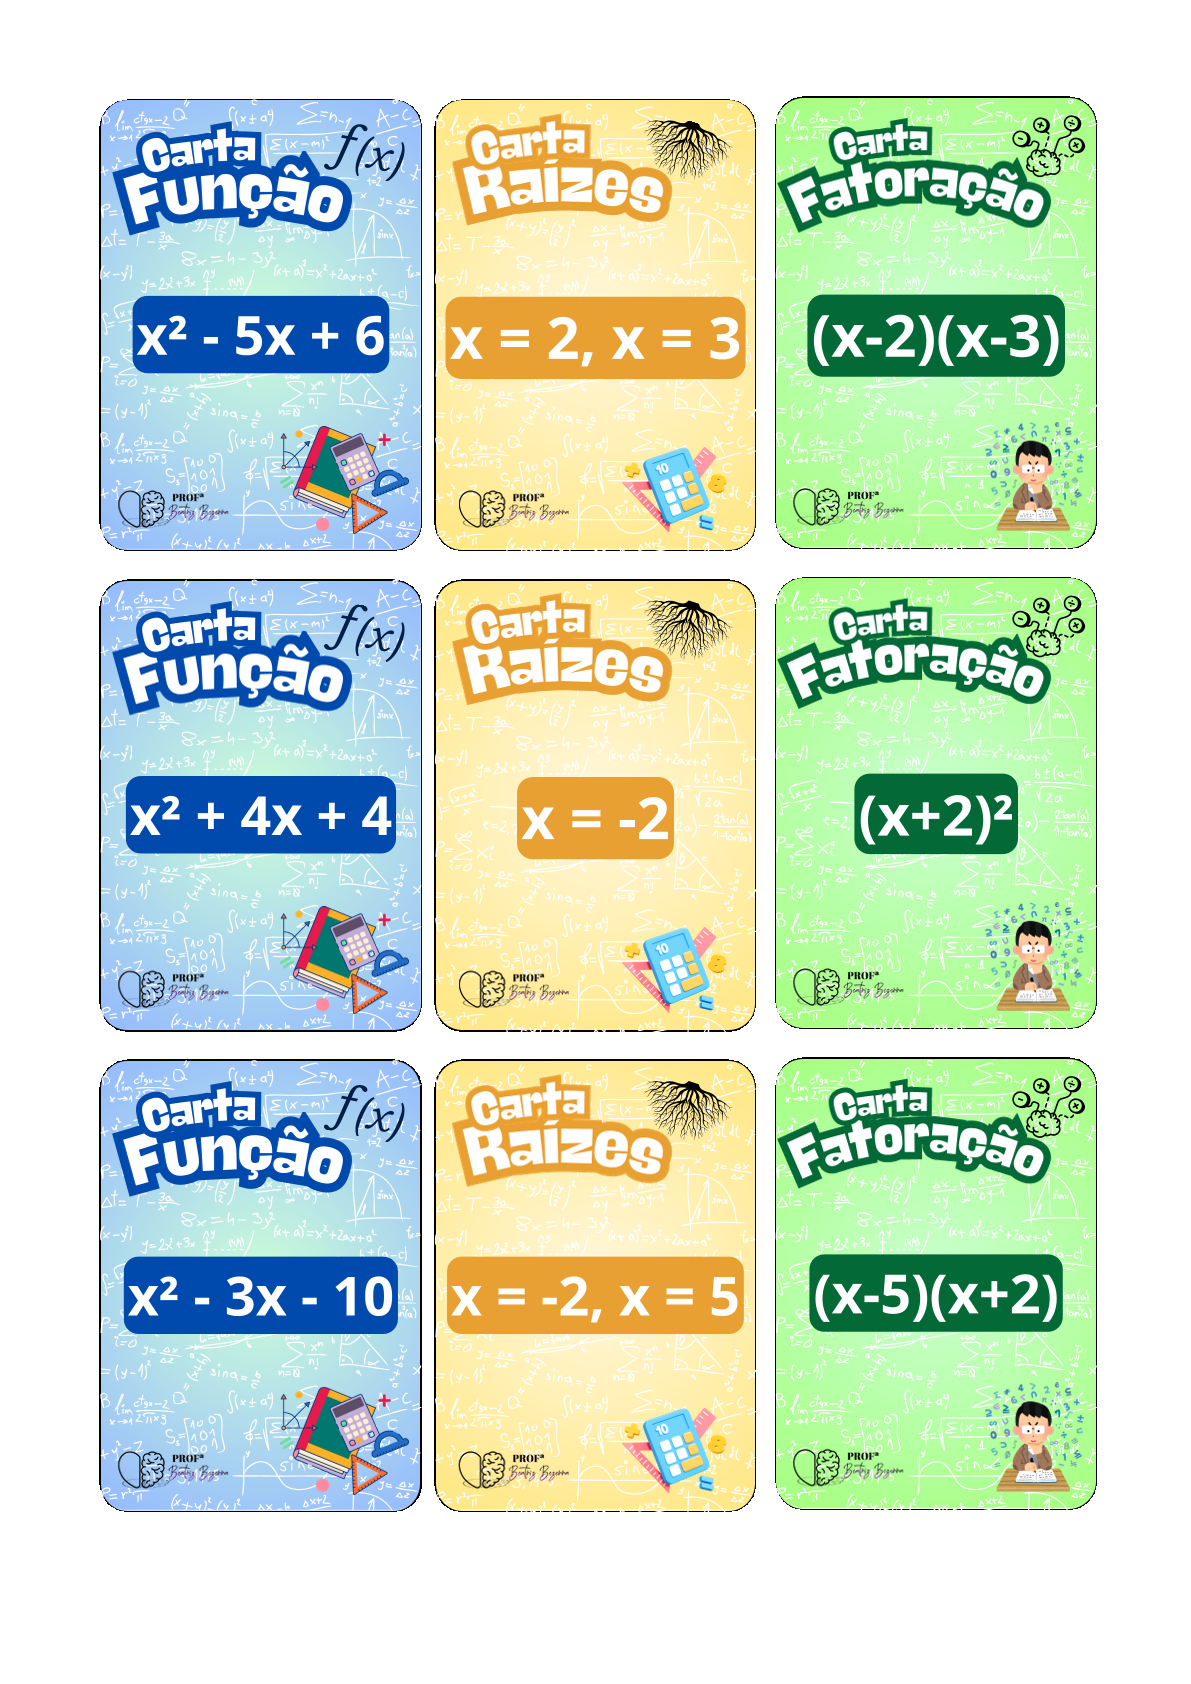 Carta
Função
f(x)
x² - 5x + 6
PROFª
Beatriz Bezerra
Carta
Raízes
x = 2, x = 3
PROFª
Beatriz Bezerra
Carta
Fatoração
(x-2)(x-3)
PROFª
Beatriz Bezerra
Carta
Função
f(x)
x² + 4x + 4
PROFª
Beatriz Bezerra
Carta
Raízes
x = -2
PROFª
Beatriz Bezerra
Carta
Fatoração
(x+2)²
PROFª
Beatriz Bezerra
Carta
Função
f(x)
x² - 3x - 10
PROFª
Beatriz Bezerra
Carta
Raízes
x = -2, x = 5
PROFª
Beatriz Bezerra
Carta
Fatoração
(x-5)(x+2)
PROFª
Beatriz Bezerra